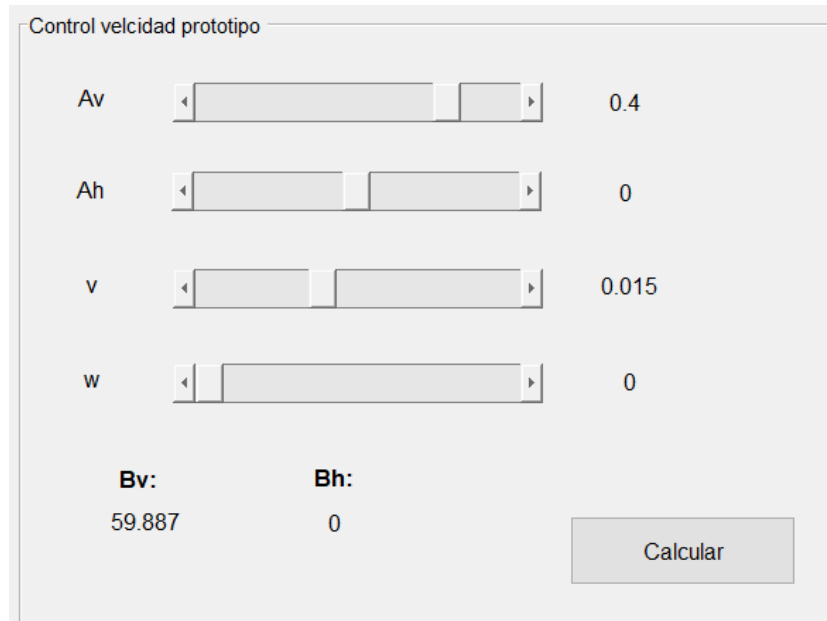 Control velcidad prototipo
Av 0.4
Ah 0
v 0.015
w 0
Bv: Bh:
59.887 0
Calcular